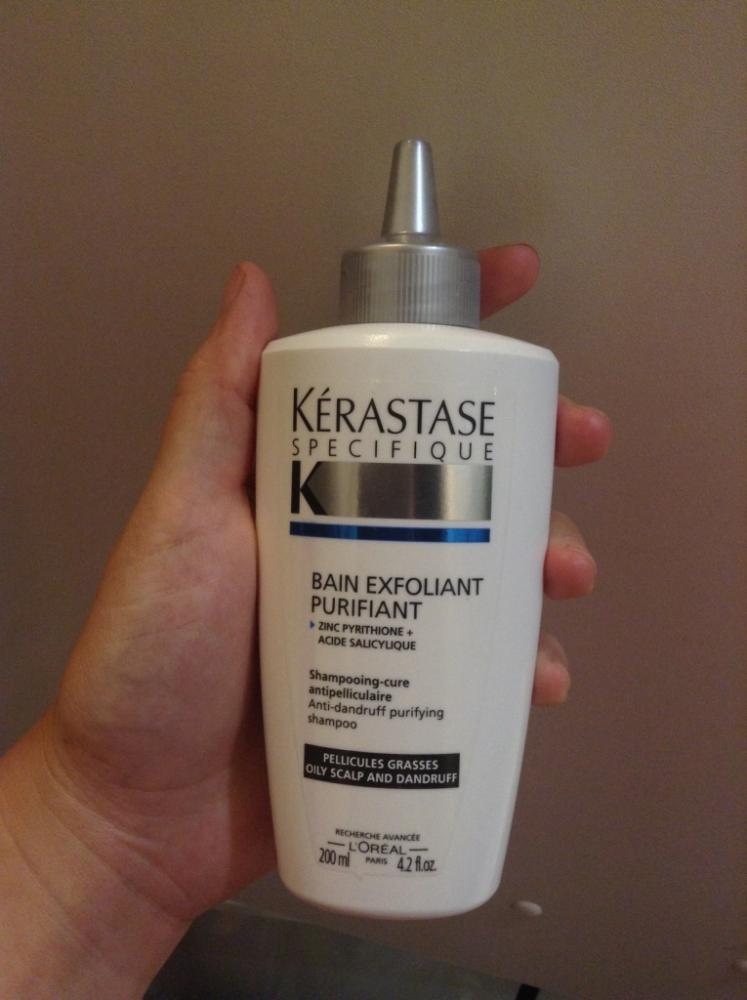 KÉRASTASE
SPECIFIQUE
K
BAIN EXFOLIANT
PURIFIANT
ZINC PYRITHIONE +
ACIDE SALICYLIQUE
Shampooing-cure
antipelliculaire
Anti-dandruff purifying
shampoo
PELLICULES GRASSES
OILY SCALP AND DANDRUFF
RECHERCHE AVANCÉE
L'ORÉAL
200 ml PARIS 4.2 fl.oz.